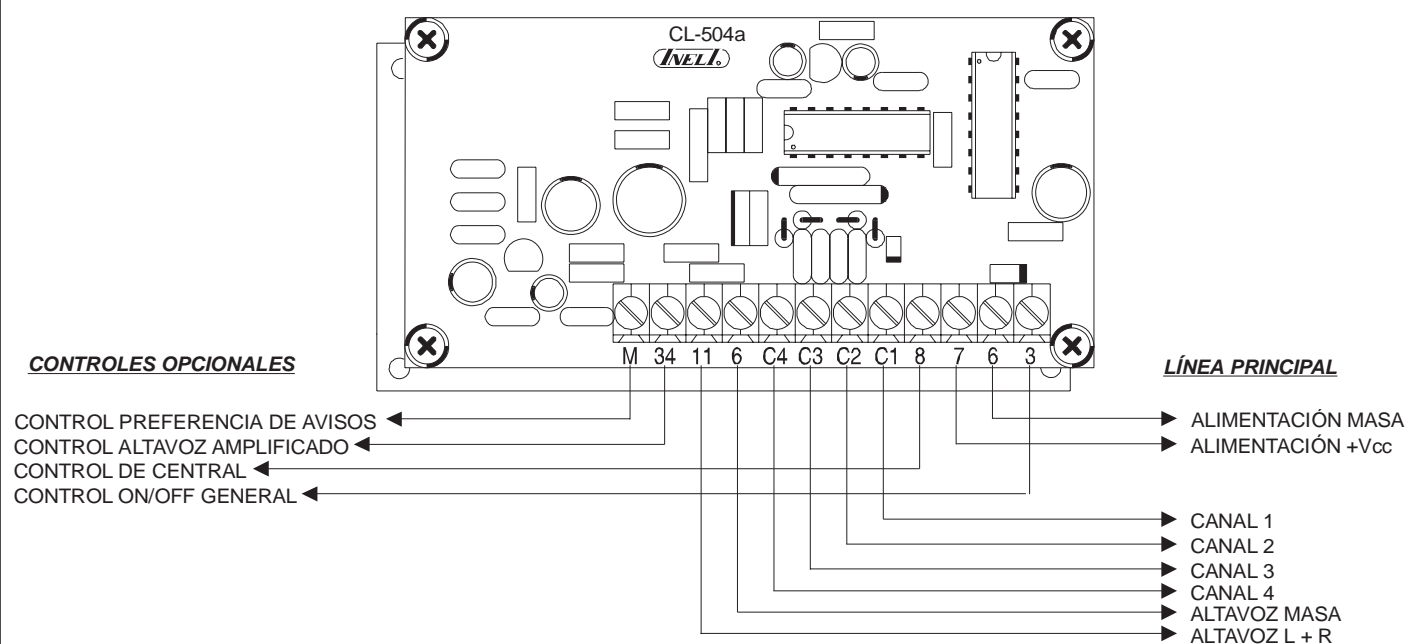 CL-504a
INELI.
M 34 11 6 C4 C3 C2 C1 8 7 6 3
CONTROLES OPCIONALES
CONTROL PREFERENCIA DE AVISOS
CONTROL ALTAVOZ AMPLIFICADO
CONTROL DE CENTRAL
CONTROL ON/OFF GENERAL
LÍNEA PRINCIPAL
ALIMENTACIÓN MASA
ALIMENTACIÓN +Vcc
CANAL 1
CANAL 2
CANAL 3
CANAL 4
ALTAVOZ MASA
ALTAVOZ L + R